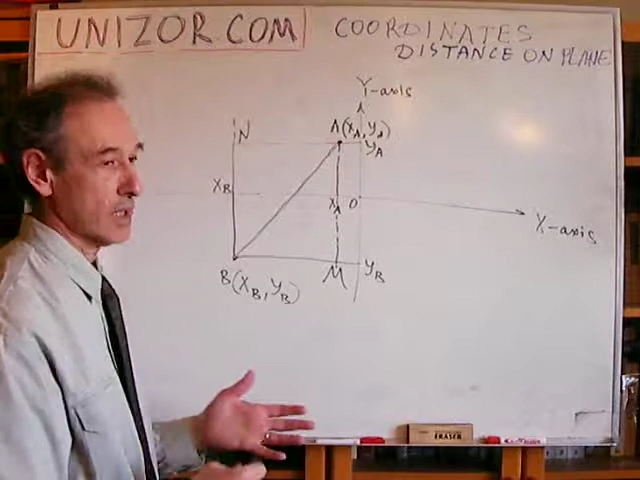 UNIZOR.COM
COORDINATES
DISTANCE ON PLANE
Y-axis
N
A(XA, YA)
YA
XB
XA
O
X-axis
B(XB, YB)
M
YB
ERASER